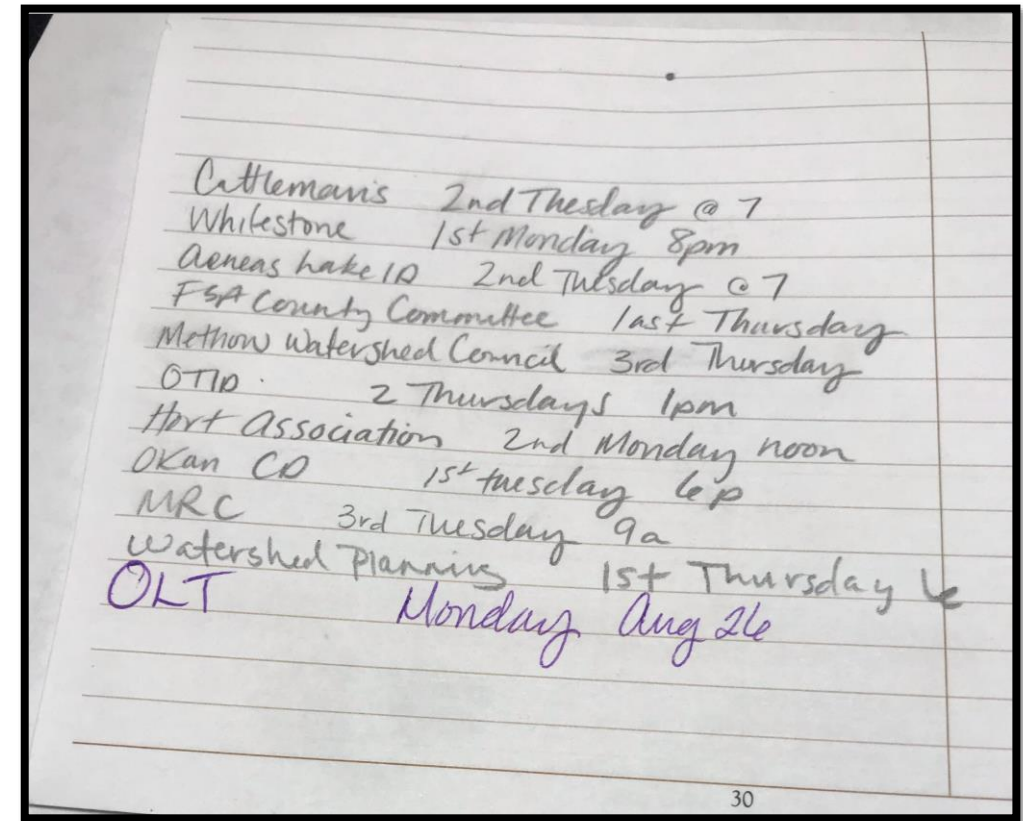 Cattleman's 2nd Tuesday @ 7
Whitestone 1st Monday 8pm
Aeneas Lake ID 2nd Tuesday @ 7
FSA County Committee last Thursday
Methow Watershed Council 3rd Thursday
OTID 2 Thursdays 1pm
Hort Association 2nd Monday noon
OKan CD 1st tuesday 6p
MRC 3rd Tuesday 9a
Watershed Planning 1st Thursday 6
OLT Monday Aug 26
30